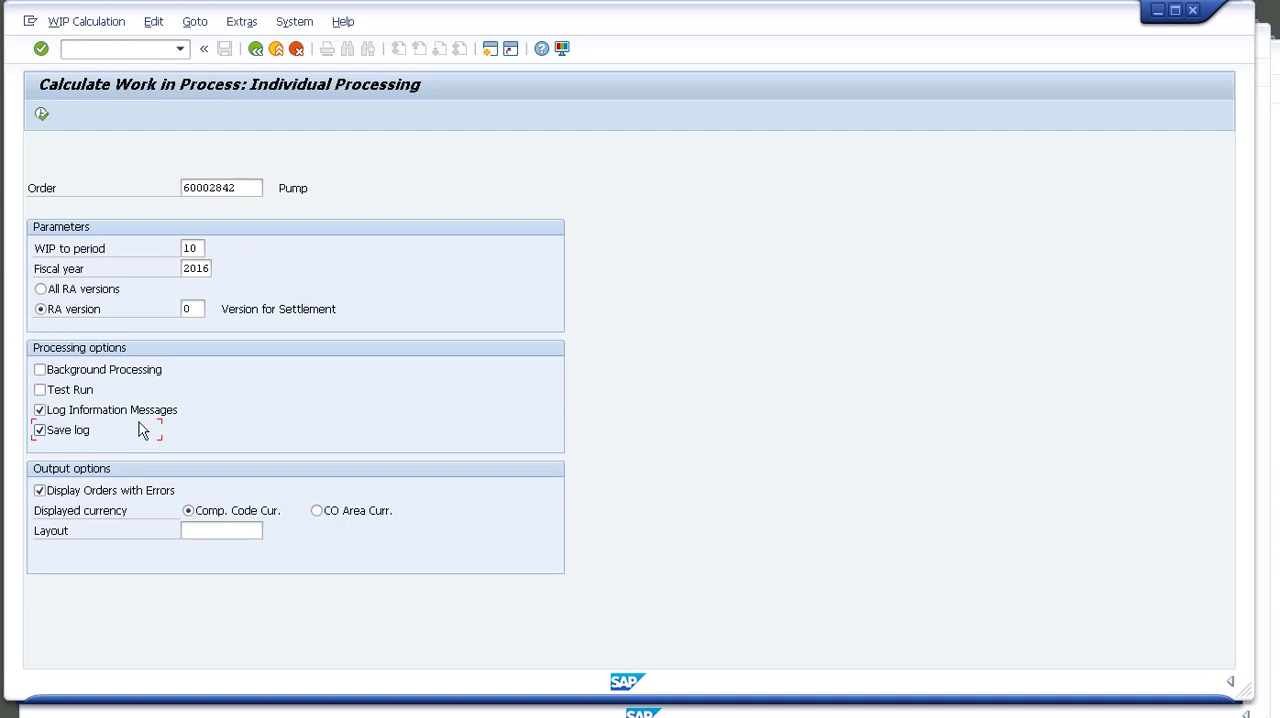 WIP Calculation Edit Goto Extras System Help
Calculate Work in Process: Individual Processing
Order 60002842 Pump
Parameters
WIP to period 10
Fiscal year 2016
All RA versions
RA version 0 Version for Settlement
Processing options
Background Processing
Test Run
Log Information Messages
Save log
Output options
Display Orders with Errors
Displayed currency Comp. Code Cur. CO Area Curr.
Layout
SAP
SAP